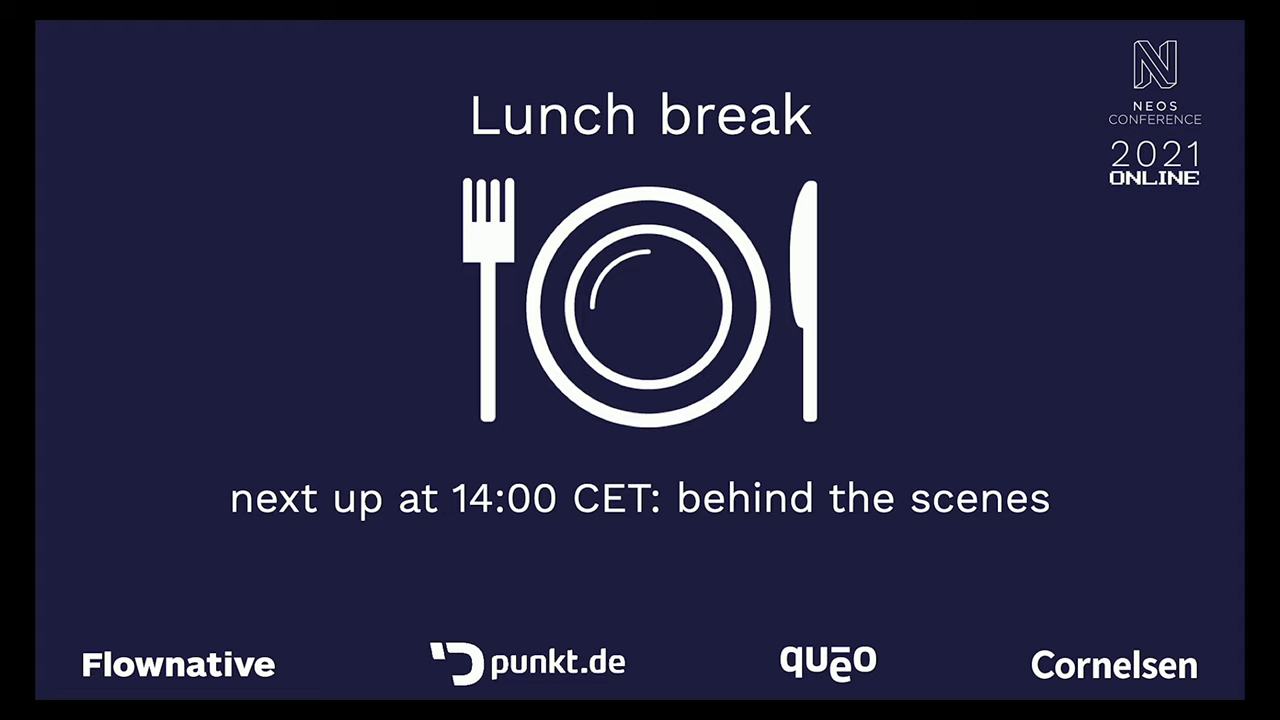 Lunch break
NEOS
CONFERENCE
2021
ONLINE
next up at 14:00 CET: behind the scenes
Flownative
punkt.de
quēo
Cornelsen